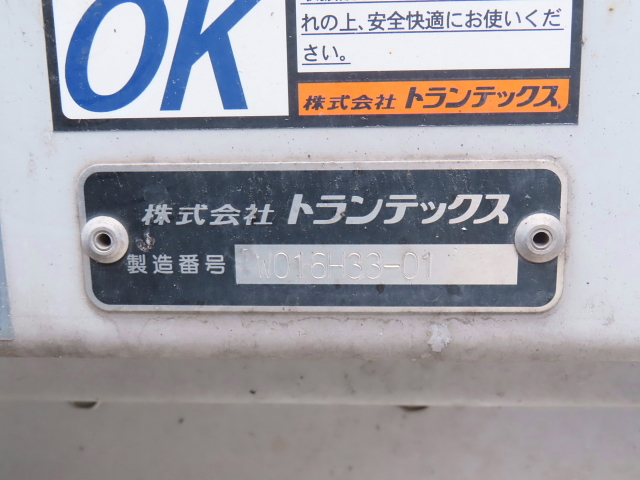 OK
れの上、安全快適にお使いくだ
さい。
株式会社 トランテックス
株式会社 トランテックス
製造番号 W016H33-01